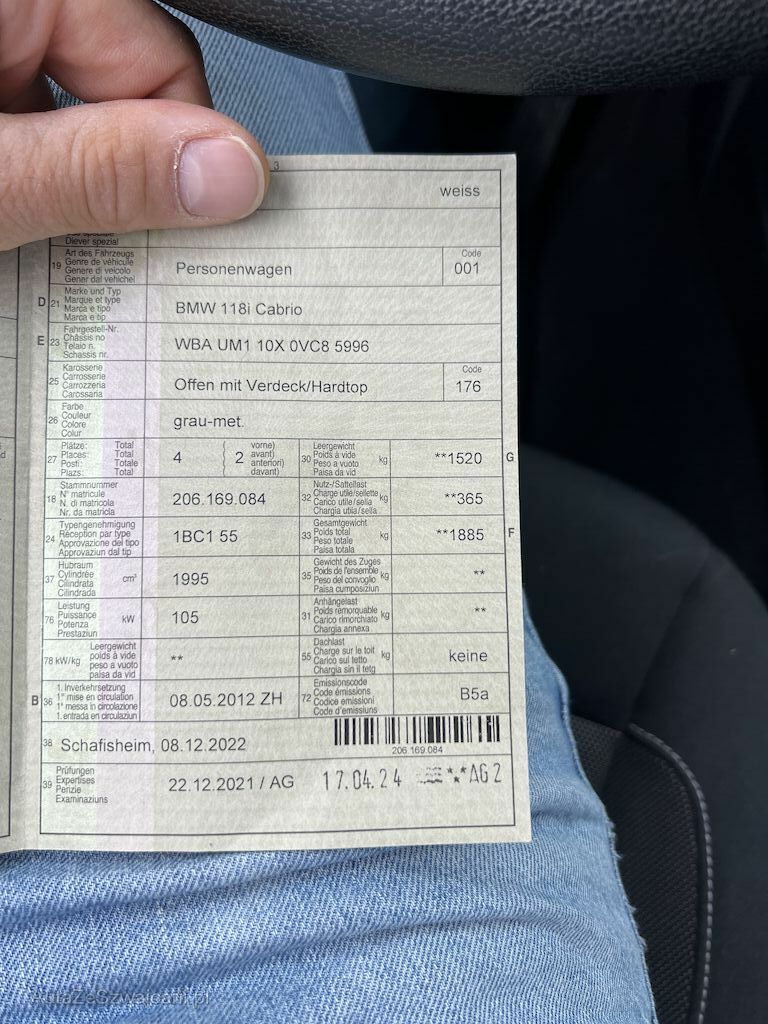 3
weiss
Diever spezial
19 Art des Fahrzeugs
Genre de véhicule
Genere di veicolo
Gener dal vehichel
Personenwagen
Code
001
D 21 Marke und Typ
Marque et type
Marca e tipo
Marca e tip
BMW 118i Cabrio
E 23 Fahrgestell-Nr.
Châssis no
Telaio n.
Schassis nr.
WBA UM1 10X 0VC8 5996
25 Karosserie
Carrosserie
Carrozzeria
Carossaria
Offen mit Verdeck/Hardtop
Code
176
26 Farbe
Couleur
Colore
Colur
grau-met.
27 Plätze: Total
Places: Total
Posti: Totale
Plazs: Total
4
( vorne)
2 avant)
( anteriori)
davant)
30 Leergewicht
Poids à vide
Peso a vuoto
Paisa da vid
kg
**1520
G
18 Stammnummer
N° matricule
N. di matricola
Nr. da matricla
206.169.084
32 Nutz-/Sattellast
Charge utile/sellette
Carico utile/sella
Chargia utila/sella
kg
**365
24 Typengenehmigung
Réception par type
Approvazione del tipo
Approvaziun dal tip
1BC1 55
33 Gesamtgewicht
Poids total
Peso totale
Paisa totala
kg
**1885
F
37 Hubraum
Cylindrée
Cilindrata
Cilindrada
cm³
1995
35 Gewicht des Zuges
Poids de l'ensemble
Peso del convoglio
Paisa cumposiziun
kg
**
76 Leistung
Puissance
Potenza
Prestaziun
kW
105
31 Anhängelast
Poids remorquable
Carico rimorchiato
Chargia annexa
kg
**
78 kW/kg
Leergewicht
poids à vide
peso a vuoto
paisa da vid
**
55 Dachlast
Charge sur le toit
Carico sul tetto
Chargia sin il tetg
kg
keine
B 36 1. Inverkehrsetzung
1re mise en circulation
1a messa in circolazione
1. entrada en circulaziun
08.05.2012 ZH
72 Emissionscode
Code émissions
Codice emissioni
Code d'emissiuns
B5a
38 Schafisheim, 08.12.2022
206 169 084
39 Prüfungen
Expertises
Perizie
Examinaziuns
22.12.2021 / AG
17.04.24
**AG 2
AutaZeSzwajcarii.pl